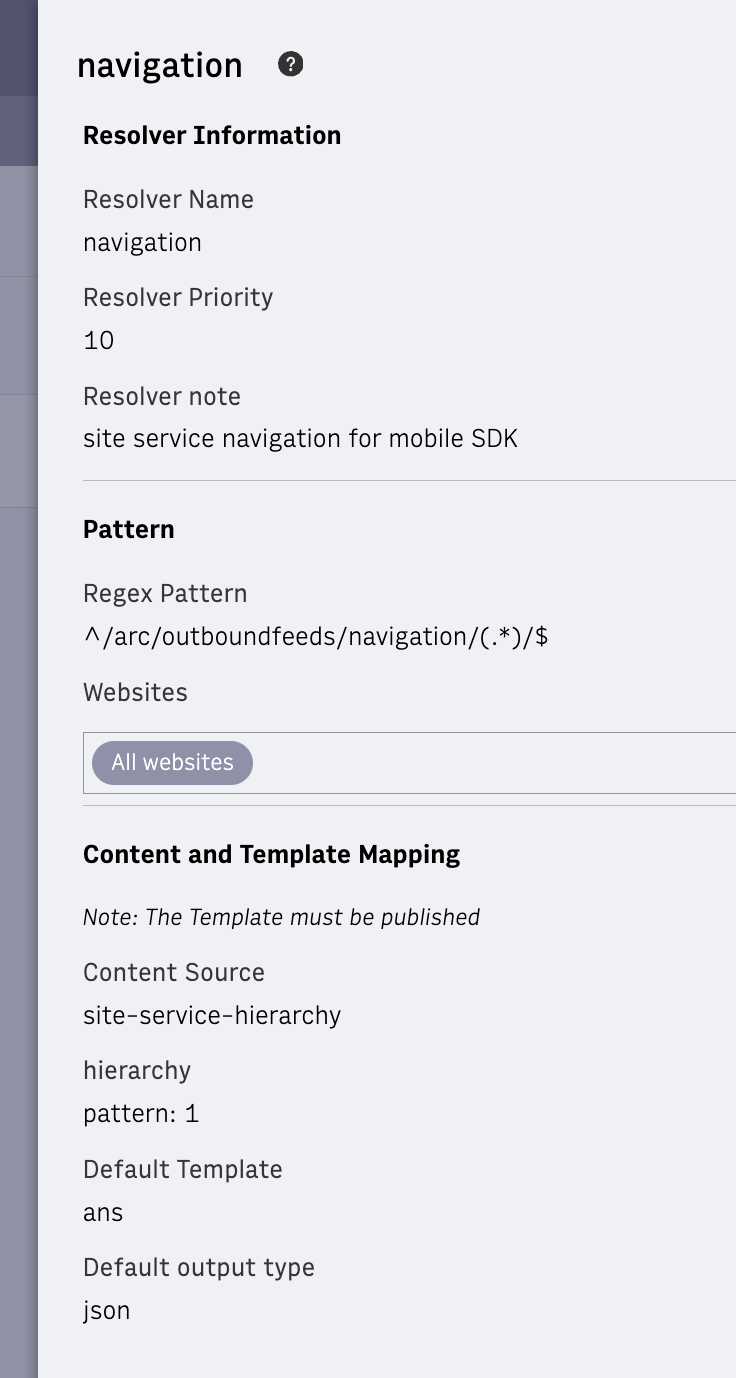 navigation ?
Resolver Information
Resolver Name
navigation
Resolver Priority
10
Resolver note
site service navigation for mobile SDK
Pattern
Regex Pattern
^/arc/outboundfeeds/navigation/(.*)/$
Websites
All websites
Content and Template Mapping
Note: The Template must be published
Content Source
site-service-hierarchy
hierarchy
pattern: 1
Default Template
ans
Default output type
json